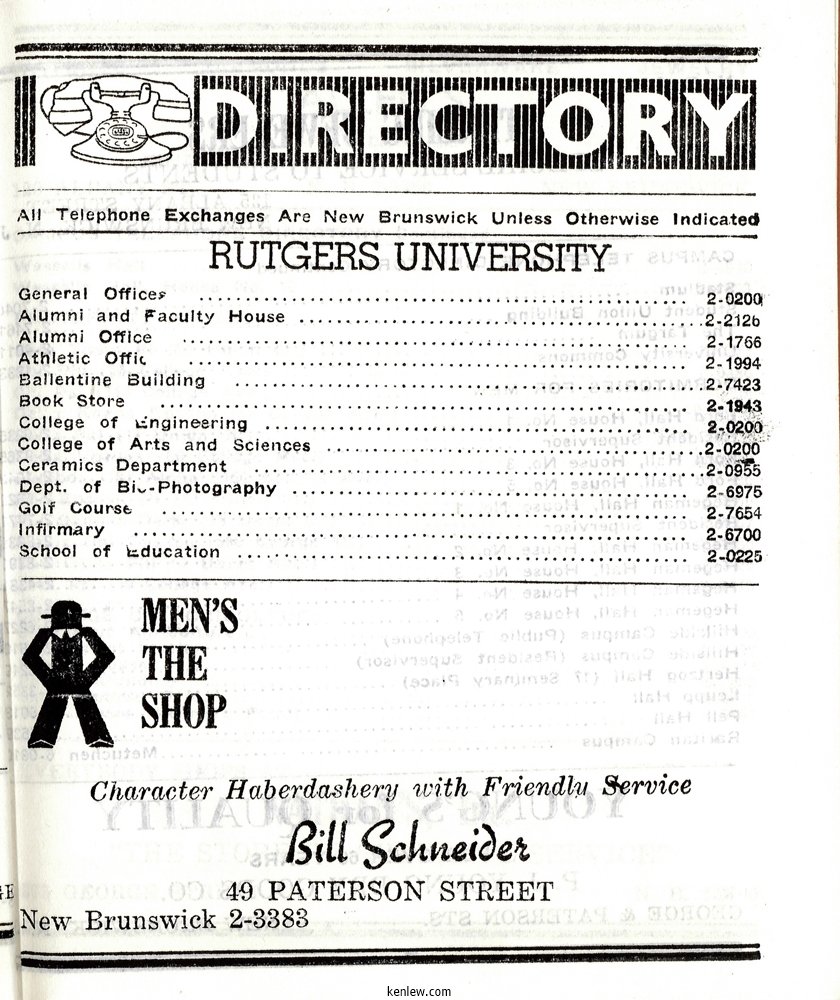 DIRECTORY
All Telephone Exchanges Are New Brunswick Unless Otherwise Indicated
RUTGERS UNIVERSITY
General Offices ........ 2-0200
Alumni and Faculty House ........ 2-2126
Alumni Office ........ 2-1766
Athletic Offic ........ 2-1994
Ballentine Building ........ 2-7423
Book Store ........ 2-1943
College of Engineering ........ 2-0200
College of Arts and Sciences ........ 2-0200
Ceramics Department ........ 2-0955
Dept. of Bio-Photography ........ 2-6975
Golf Course ........ 2-7654
Infirmary ........ 2-6700
School of Education ........ 2-0225
MEN'S
THE
SHOP
Character Haberdashery with Friendly Service
Bill Schneider
49 PATERSON STREET
New Brunswick 2-3383
kenlew.com